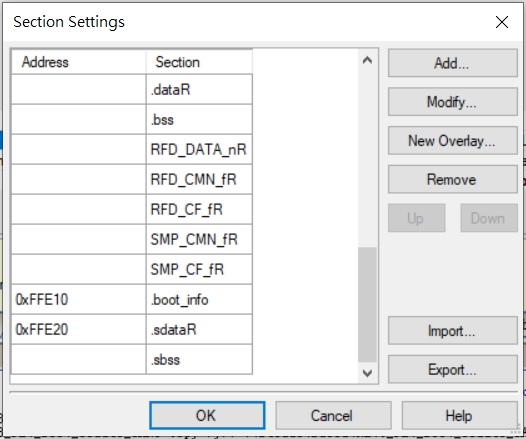 Section Settings
Address Section
.dataR
.bss
RFD_DATA_nR
RFD_CMN_fR
RFD_CF_fR
SMP_CMN_fR
SMP_CF_fR
0xFFE10 .boot_info
0xFFE20 .sdataR
.sbss
Add...
Modify...
New Overlay...
Remove
Up Down
Import...
Export...
OK Cancel Help